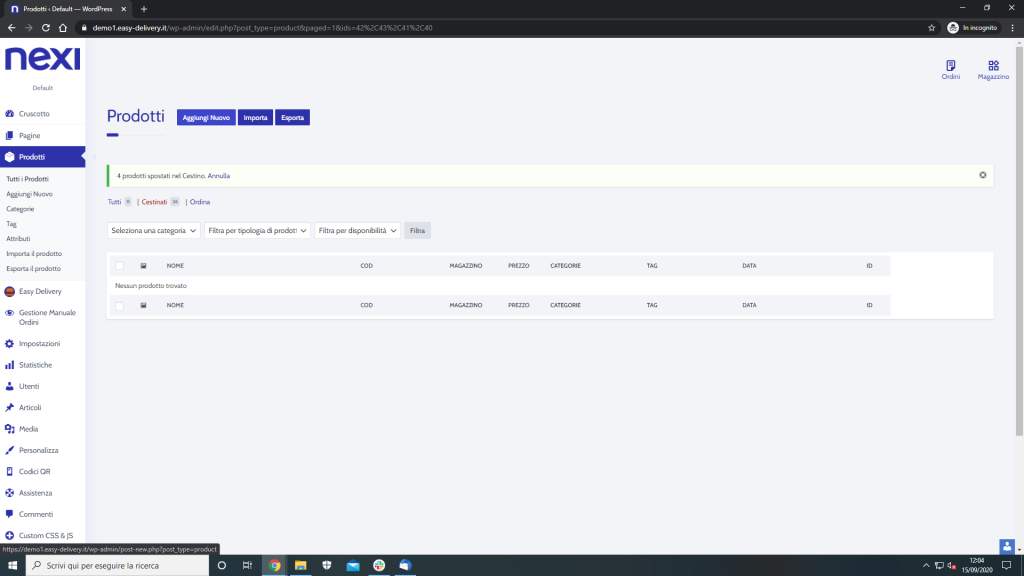 Prodotti ‹ Default — WordPress
demo1.easy-delivery.it/wp-admin/edit.php?post_type=product&paged=1&ids=42%2C43%2C41%2C40
In incognito
nexi
Default
Cruscotto
Pagine
Prodotti
Tutti i Prodotti
Aggiungi Nuovo
Categorie
Tag
Attributi
Importa il prodotto
Esporta il prodotto
Easy Delivery
Gestione Manuale
Ordini
Impostazioni
Statistiche
Utenti
Articoli
Media
Personalizza
Codici QR
Assistenza
Commenti
Custom CSS & JS
Ordini
Magazzino
Prodotti
Aggiungi Nuovo
Importa
Esporta
4 prodotti spostati nel Cestino. Annulla
Tutti | Cestinati | Ordina
Seleziona una categoria
Filtra per tipologia di prodott
Filtra per disponibilità
Filtra
NOME COD MAGAZZINO PREZZO CATEGORIE TAG DATA ID
Nessun prodotto trovato
NOME COD MAGAZZINO PREZZO CATEGORIE TAG DATA ID
https://demo1.easy-delivery.it/wp-admin/post-new.php?post_type=product
Scrivi qui per eseguire la ricerca
12:04
15/09/2020